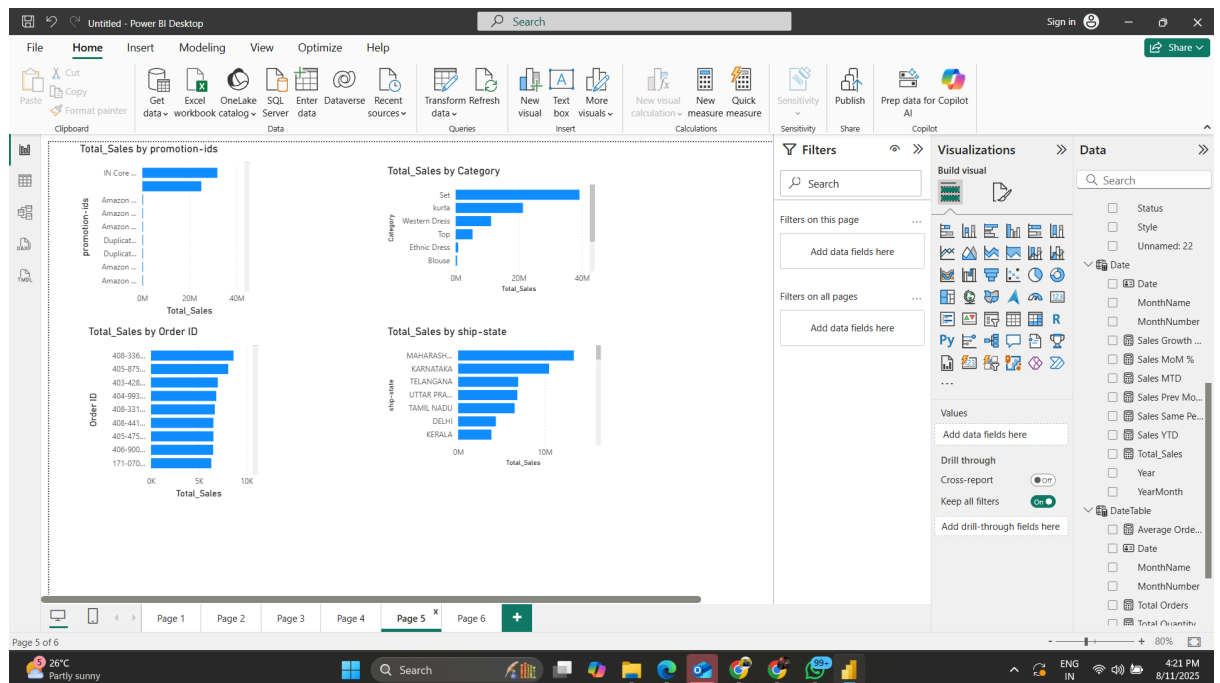 Untitled - Power BI Desktop
Search
Sign in
File Home Insert Modeling View Optimize Help
Share
Paste
Cut
Copy
Format painter
Clipboard
Get data
Excel workbook
OneLake catalog
SQL Server
Enter data
Dataverse
Recent sources
Data
Transform data
Refresh
Queries
New visual
Text box
More visuals
Insert
New visual calculation
New measure
Quick measure
Calculations
Sensitivity
Sensitivity
Publish
Share
Prep data for AI
Copilot
Copilot
Total_Sales by promotion-ids
promotion-ids
IN Core ...
Amazon ...
Amazon ...
Amazon ...
Duplicat...
Duplicat...
Amazon ...
Amazon ...
0M 20M 40M
Total_Sales
Total_Sales by Category
Category
Set
kurta
Western Dress
Top
Ethnic Dress
Blouse
0M 20M 40M
Total_Sales
Total_Sales by Order ID
Order ID
408-336...
405-875...
403-428...
404-993...
408-331...
408-441...
405-475...
406-900...
171-070...
0K 5K 10K
Total_Sales
Total_Sales by ship-state
ship-state
MAHARASH...
KARNATAKA
TELANGANA
UTTAR PRA...
TAMIL NADU
DELHI
KERALA
0M 10M
Total_Sales
Filters
Search
Filters on this page ...
Add data fields here
Filters on all pages ...
Add data fields here
Visualizations
Build visual
123
R
Py
...
Values
Add data fields here
Drill through
Cross-report Off
Keep all filters On
Add drill-through fields here
Data
Search
Status
Style
Unnamed: 22
Date
Date
MonthName
MonthNumber
Sales Growth ...
Sales MoM %
Sales MTD
Sales Prev Mo...
Sales Same Pe...
Sales YTD
Total_Sales
Year
YearMonth
DateTable
Average Orde...
Date
MonthName
MonthNumber
Total Orders
Total Quantity
DAX
TMDL
Page 1 Page 2 Page 3 Page 4 Page 5 x Page 6 +
Page 5 of 6
- + 80%
5
26°C
Partly sunny
Search
99+
ENG
IN
4:21 PM
8/11/2025